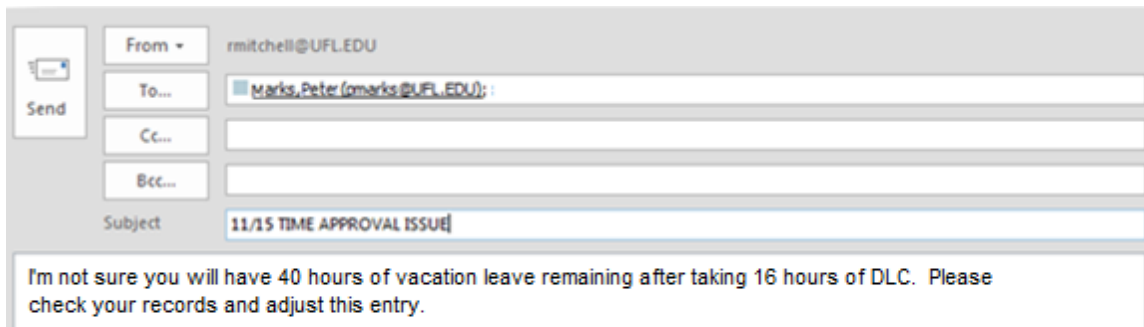 From
rmitchell@UFL.EDU
To...
Marks,Peter(pmarks@UFL.EDU);
Send
Cc...
Bcc...
Subject
11/15 TIME APPROVAL ISSUE
I'm not sure you will have 40 hours of vacation leave remaining after taking 16 hours of DLC.  Please
check your records and adjust this entry.